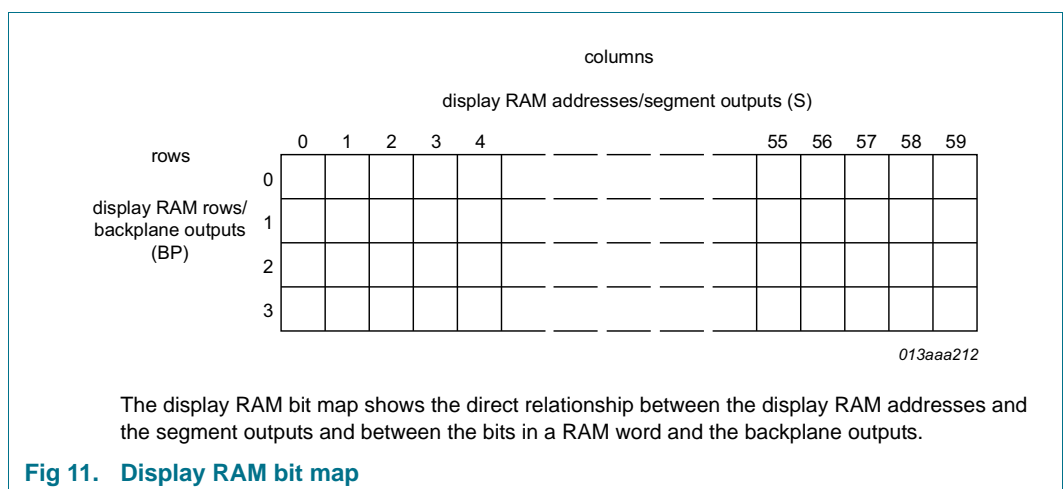 columns
display RAM addresses/segment outputs (S)
0 1 2 3 4 55 56 57 58 59
rows
0
display RAM rows/
backplane outputs
(BP)
1
2
3
013aaa212
The display RAM bit map shows the direct relationship between the display RAM addresses and
the segment outputs and between the bits in a RAM word and the backplane outputs.
Fig 11. Display RAM bit map